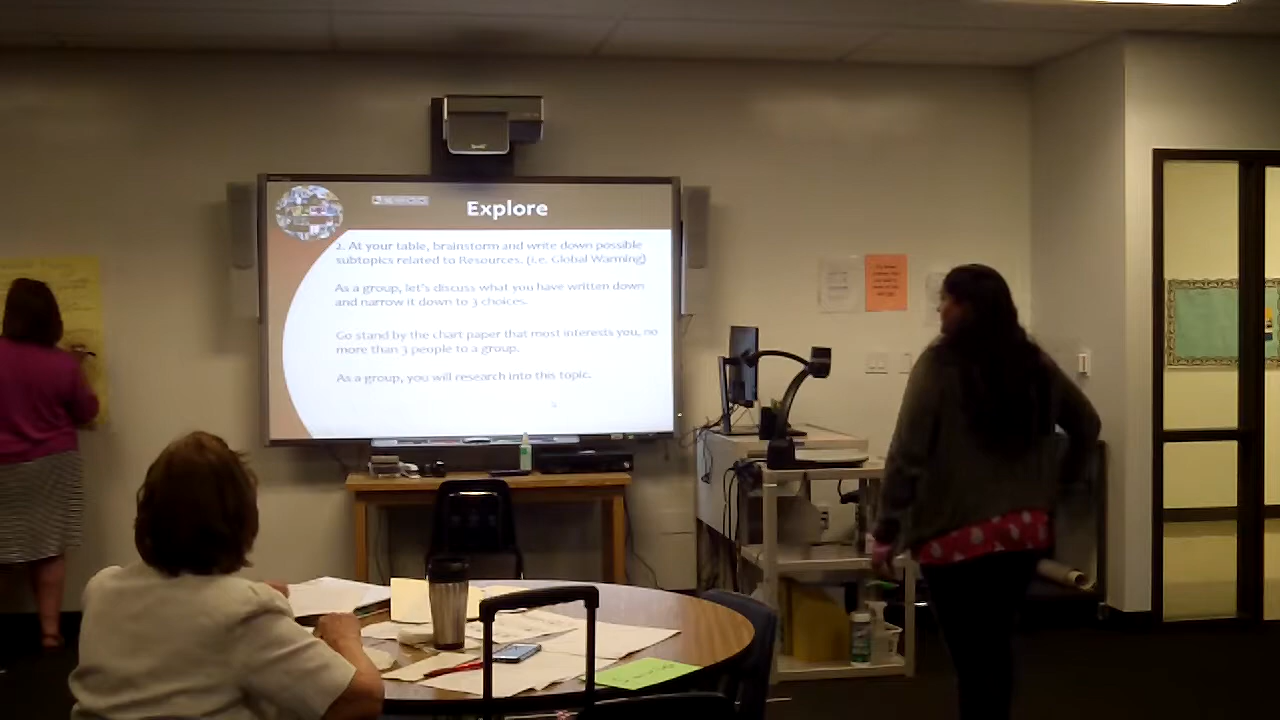 Explore
2. At your table, brainstorm and write down possible
subtopics related to Resources. (i.e. Global Warming)
As a group, let's discuss what you have written down
and narrow it down to 3 choices.
Go stand by the chart paper that most interests you, no
more than 3 people to a group.
As a group, you will research into this topic.